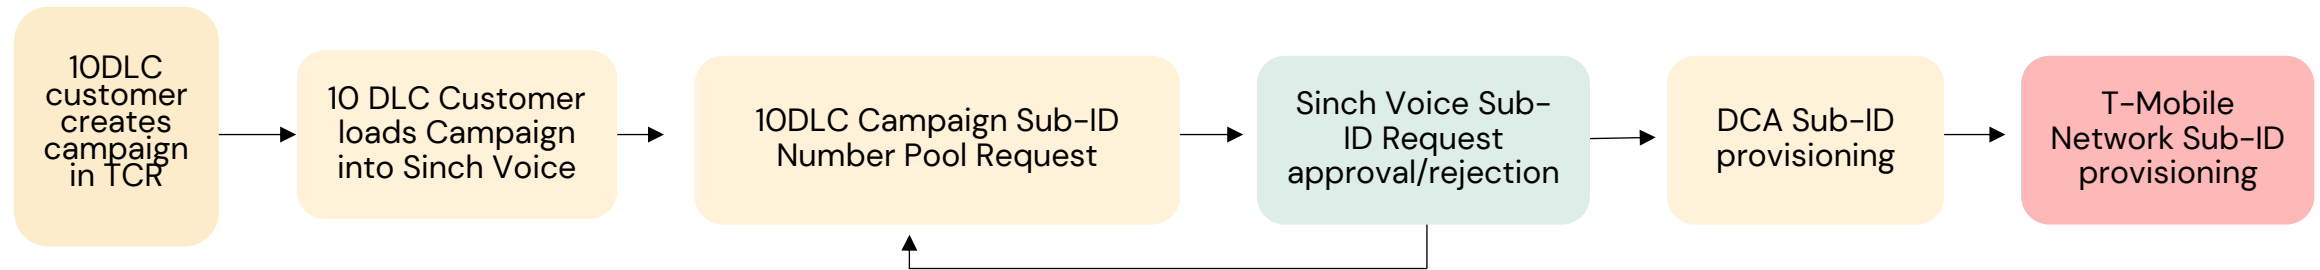 10DLC
customer
creates
campaign
in TCR
10 DLC Customer
loads Campaign
into Sinch Voice
10DLC Campaign Sub-ID
Number Pool Request
Sinch Voice Sub-
ID Request
approval/rejection
DCA Sub-ID
provisioning
T-Mobile
Network Sub-ID
provisioning